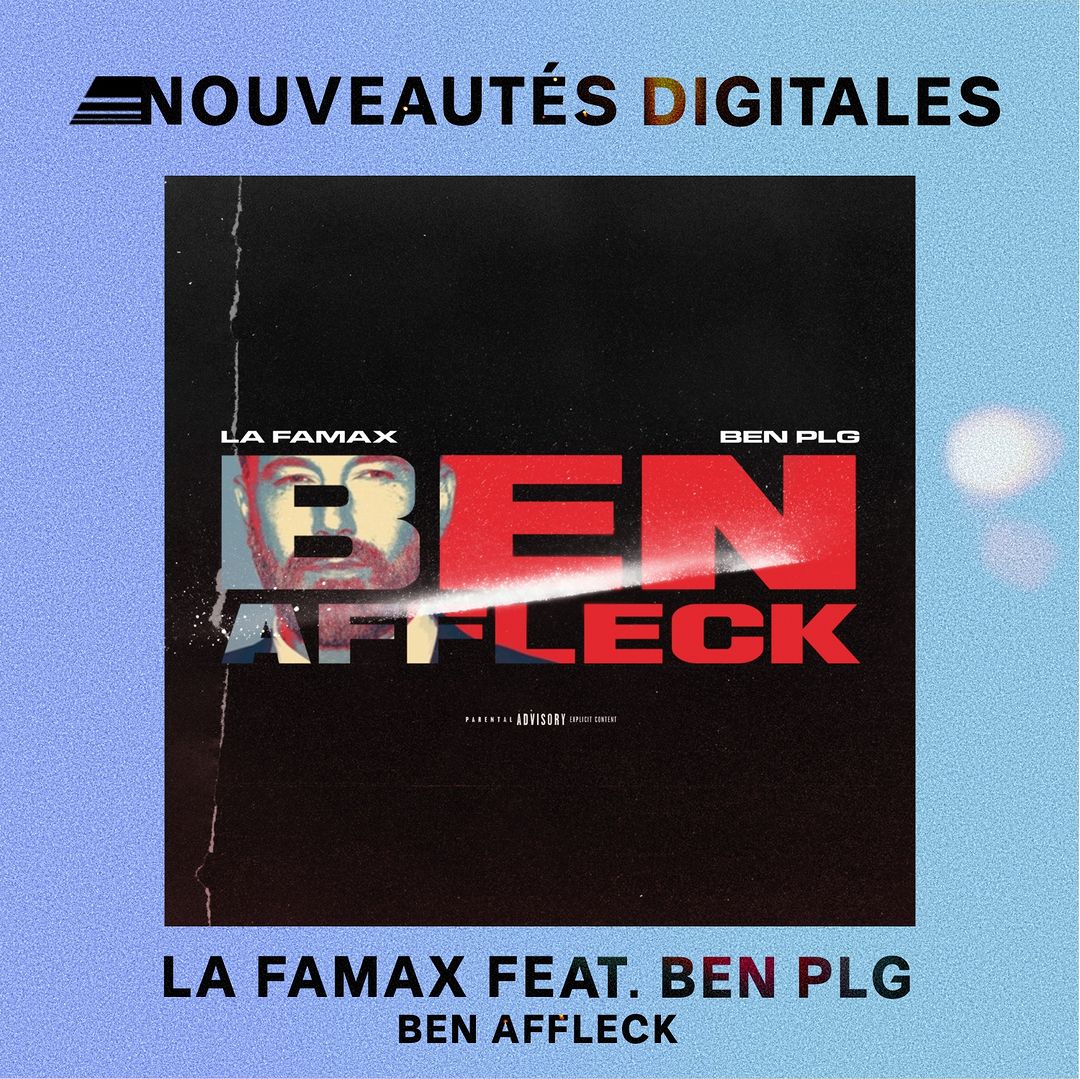 NOUVEAUTÉS DIGITALES
LA FAMAX
BEN PLG
BEN
AFFLECK
PARENTAL ADVISORY EXPLICIT CONTENT
LA FAMAX FEAT. BEN PLG
BEN AFFLECK